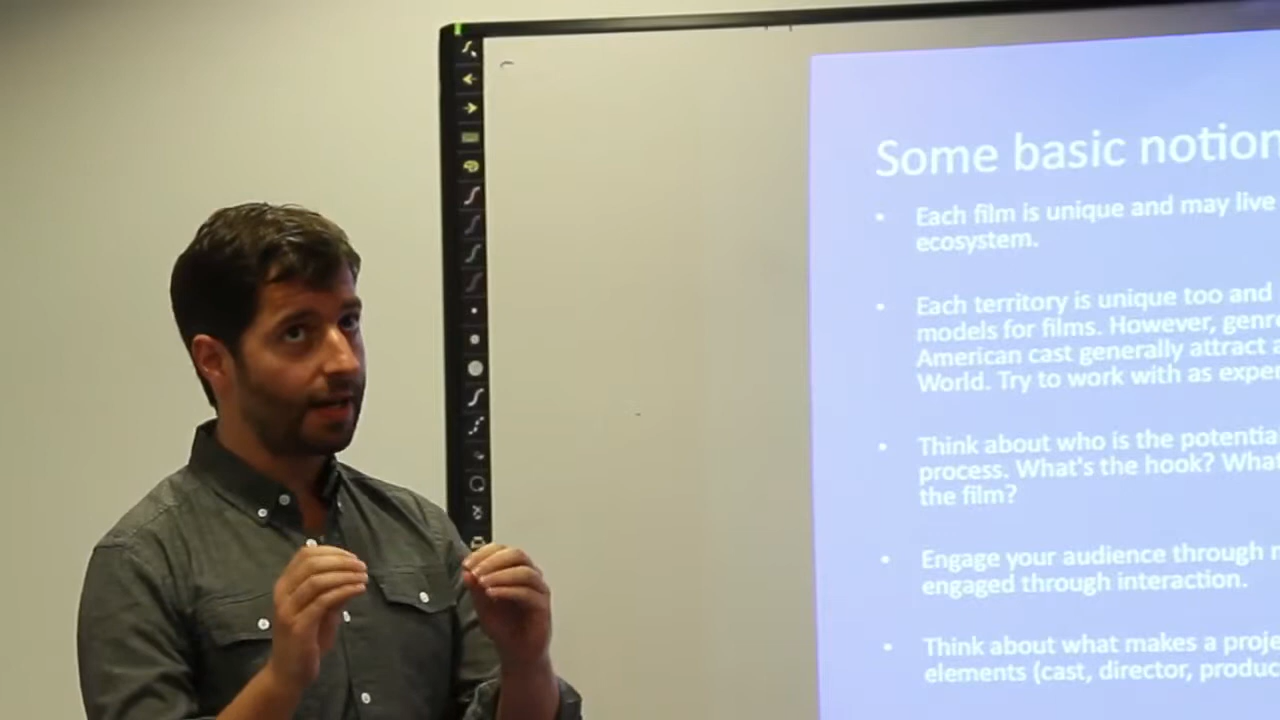 Some basic notion
• Each film is unique and may live
ecosystem.
• Each territory is unique too and
models for films. However, genre
American cast generally attract a
World. Try to work with as exper
• Think about who is the potentia
process. What's the hook? What
the film?
• Engage your audience through
engaged through interaction.
• Think about what makes a proje
elements (cast, director, produc